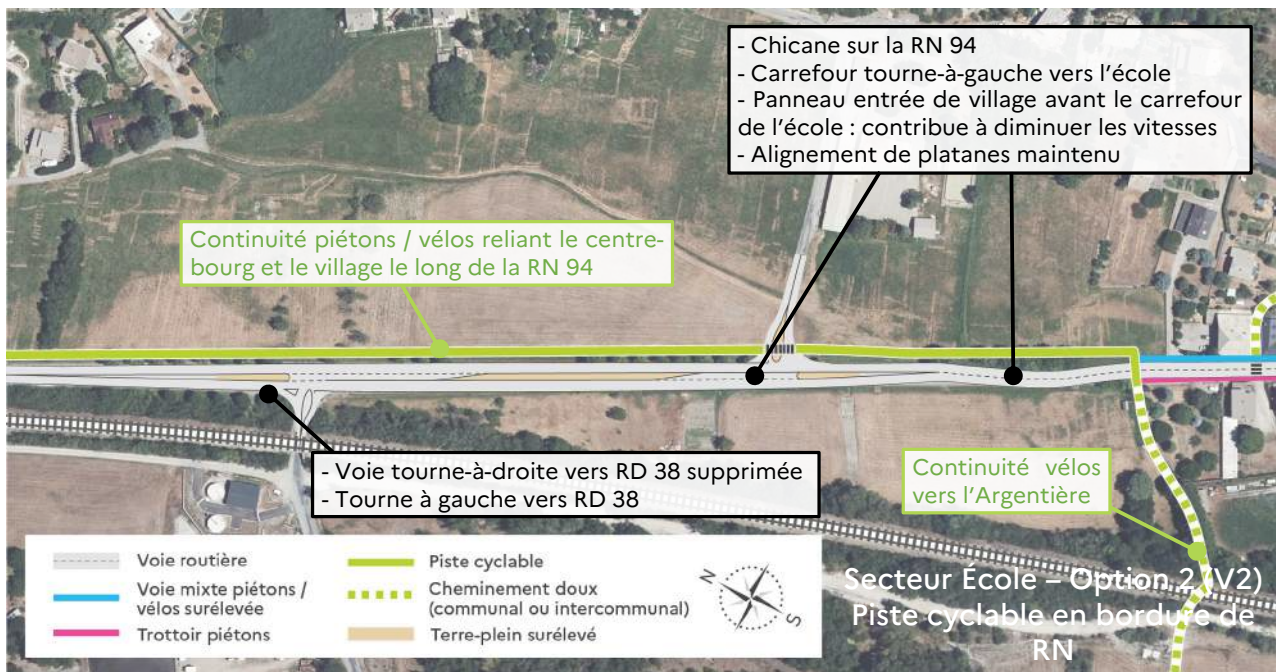 - Chicane sur la RN 94
- Carrefour tourne-à-gauche vers l'école
- Panneau entrée de village avant le carrefour
de l'école : contribue à diminuer les vitesses
- Alignement de platanes maintenu
Continuité piétons / vélos reliant le centre-
bourg et le village le long de la RN 94
- Voie tourne-à-droite vers RD 38 supprimée
- Tourne à gauche vers RD 38
Continuité vélos
vers l'Argentière
Voie routière
Voie mixte piétons /
vélos surélevée
Trottoir piétons
Piste cyclable
Cheminement doux
(communal ou intercommunal)
Terre-plein surélevé
N
S
Secteur École – Option 2 (V2)
Piste cyclable en bordure de
RN